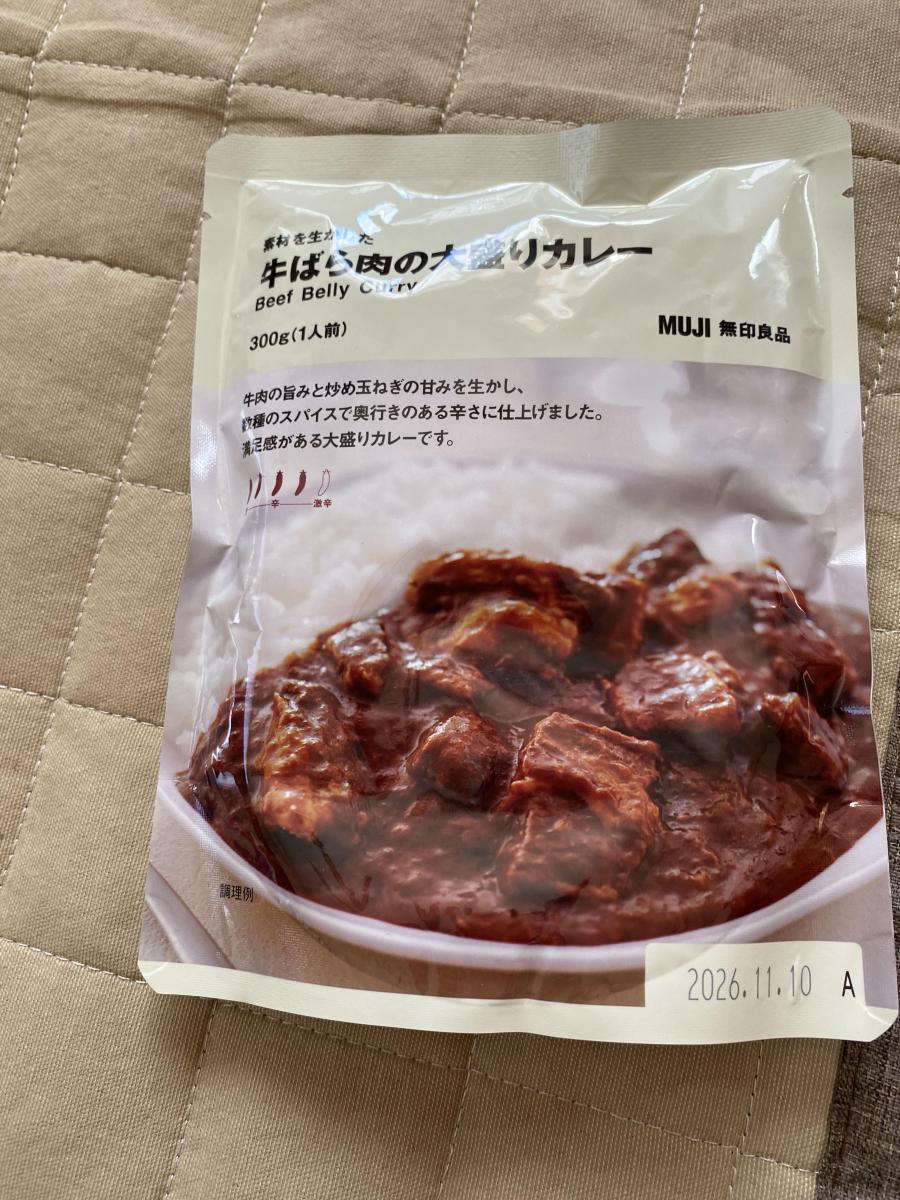 素材を生かした
牛ばら肉の大盛りカレー
Beef Belly Curry
300g(1人前)
MUJI 無印良品
牛肉の旨みと炒め玉ねぎの甘みを生かし、
数種のスパイスで奥行きのある辛さに仕上げました。
満足感がある大盛りカレーです。
辛 激辛
調理例
2026.11.10 A